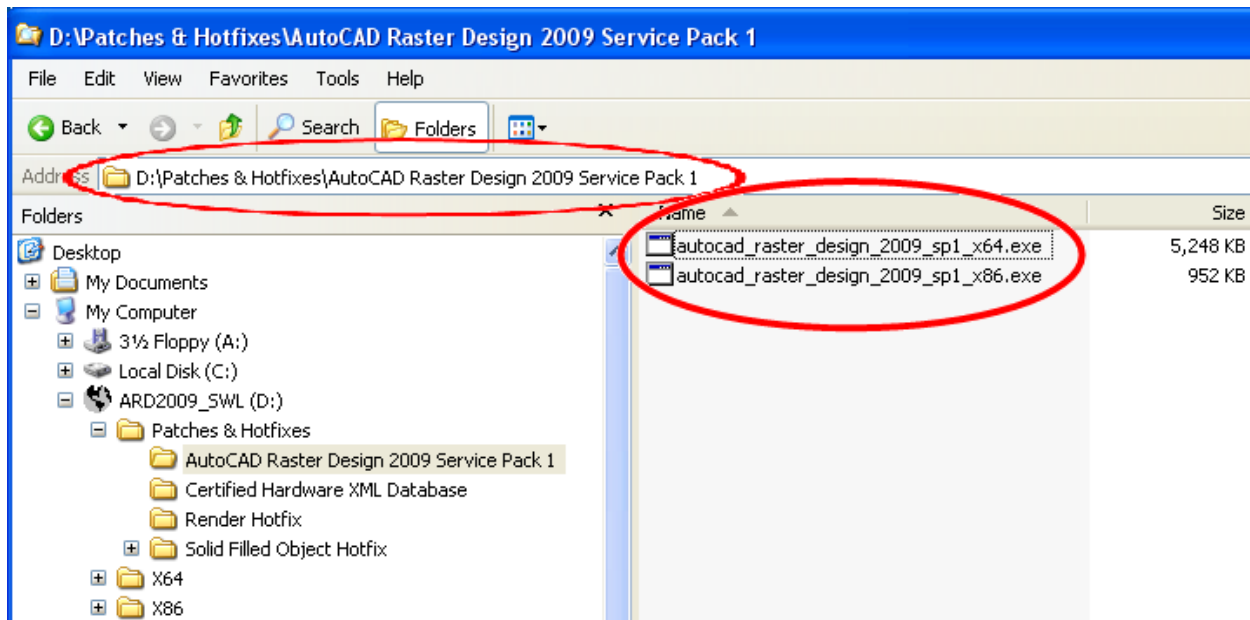 D:\Patches & Hotfixes\AutoCAD Raster Design 2009 Service Pack 1
File Edit View Favorites Tools Help
Back Search Folders
Address D:\Patches & Hotfixes\AutoCAD Raster Design 2009 Service Pack 1
Folders
Name Size
autocad_raster_design_2009_sp1_x64.exe 5,248 KB
autocad_raster_design_2009_sp1_x86.exe 952 KB
Desktop
My Documents
My Computer
3½ Floppy (A:)
Local Disk (C:)
ARD2009_SWL (D:)
Patches & Hotfixes
AutoCAD Raster Design 2009 Service Pack 1
Certified Hardware XML Database
Render Hotfix
Solid Filled Object Hotfix
X64
X86